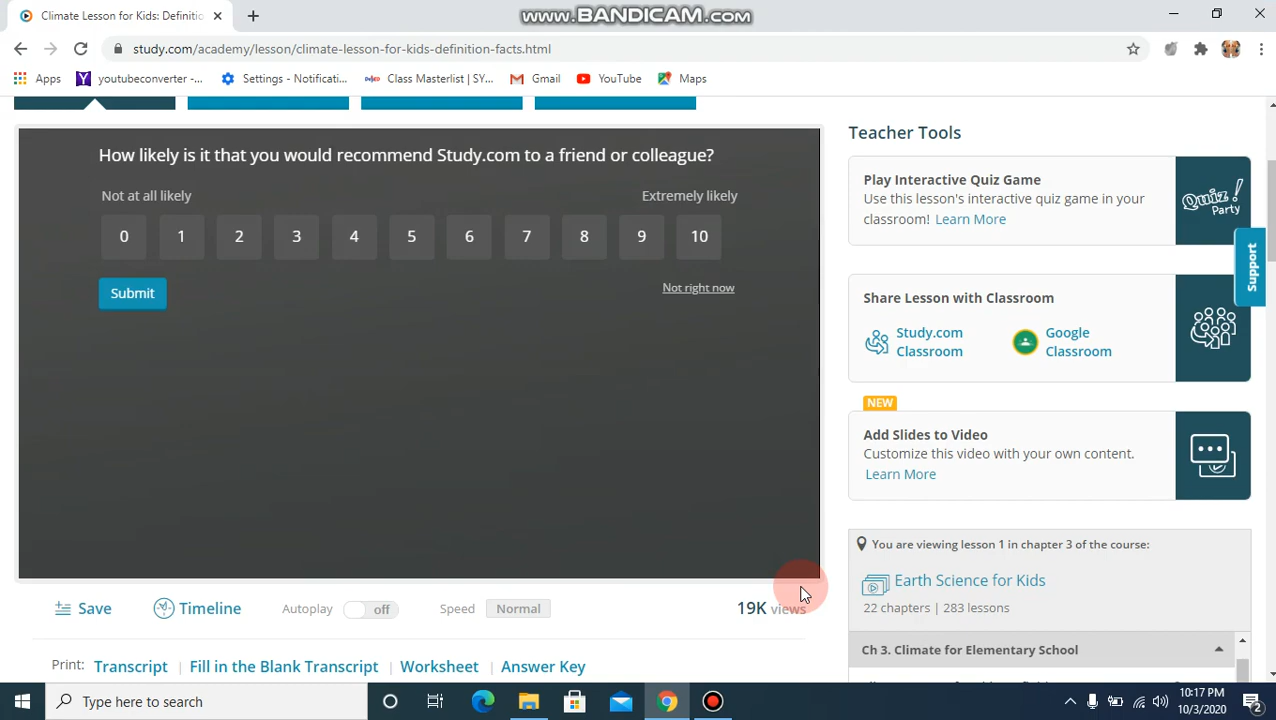 Climate Lesson for Kids: Definitio
www.BANDICAM.com
study.com/academy/lesson/climate-lesson-for-kids-definition-facts.html
Apps
youtubeconverter -...
Settings - Notificati...
Class Masterlist | SY...
Gmail
YouTube
Maps
How likely is it that you would recommend Study.com to a friend or colleague?
Not at all likely
Extremely likely
0 1 2 3 4 5 6 7 8 9 10
Submit
Not right now
Save
Timeline
Autoplay
off
Speed
Normal
19K views
Print: Transcript | Fill in the Blank Transcript | Worksheet | Answer Key
Teacher Tools
Play Interactive Quiz Game
Use this lesson's interactive quiz game in your
classroom! Learn More
Quiz!
Party
Support
Share Lesson with Classroom
Study.com
Classroom
Google
Classroom
NEW
Add Slides to Video
Customize this video with your own content.
Learn More
You are viewing lesson 1 in chapter 3 of the course:
Earth Science for Kids
22 chapters | 283 lessons
Ch 3. Climate for Elementary School
Type here to search
10:17 PM
10/3/2020
2